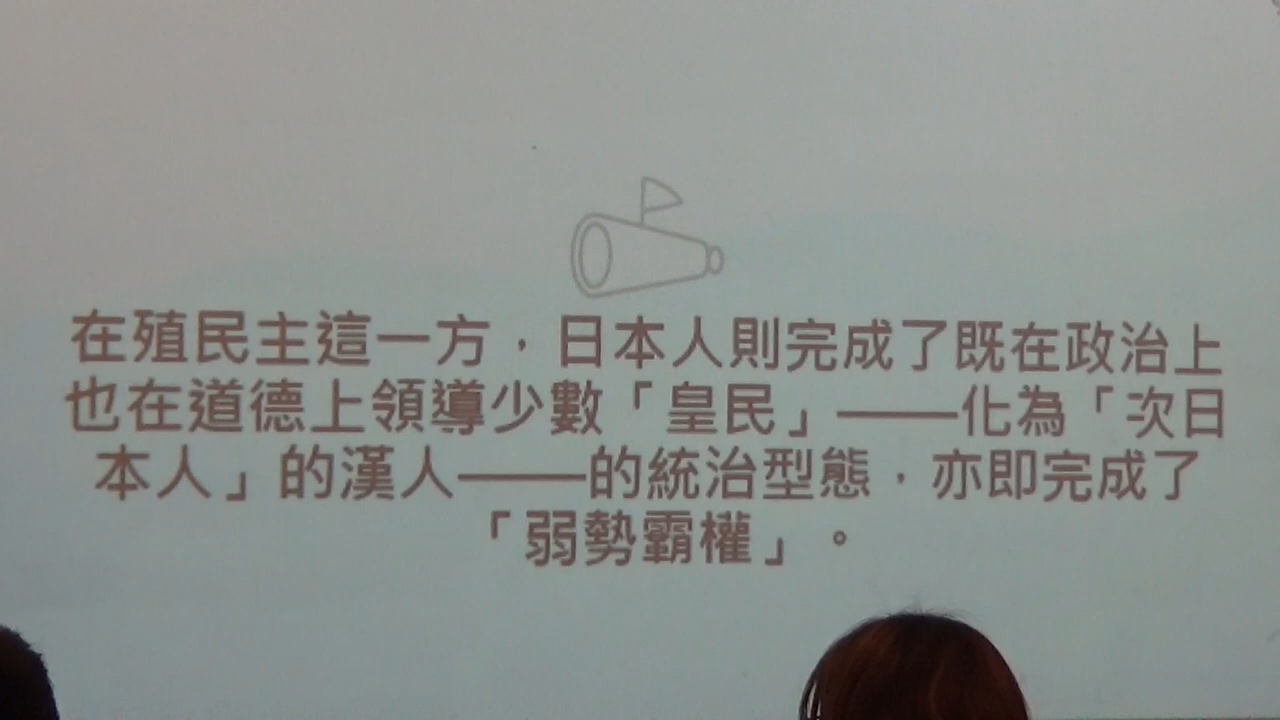 在殖民主這一方，日本人則完成了既在政治上
也在道德上領導少數「皇民」——化為「次日
本人」的漢人——的統治型態，亦即完成了
「弱勢霸權」。